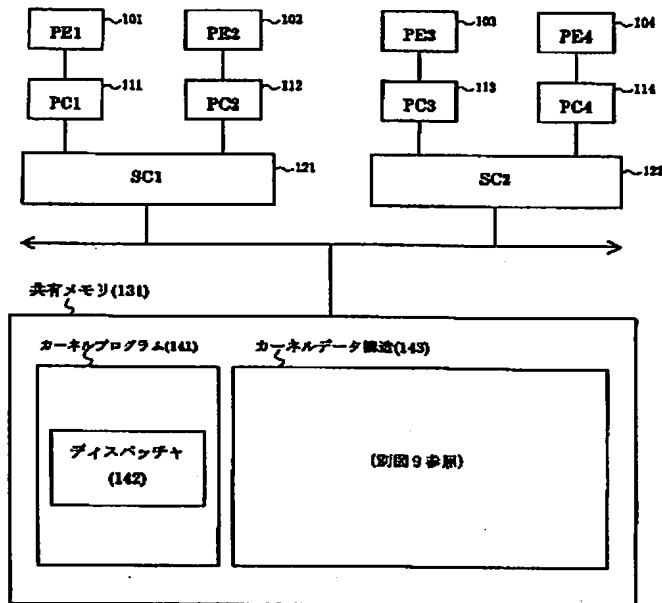 PE1 101 PE2 102 PE3 103 PE4 104
PC1 111 PC2 112 PC3 113 PC4 114
SC1 121 SC2 122
共有メモリ(131)
カーネルプログラム(141) カーネルデータ構造(143)
ディスパッチャ
(142)
(別図9参照)